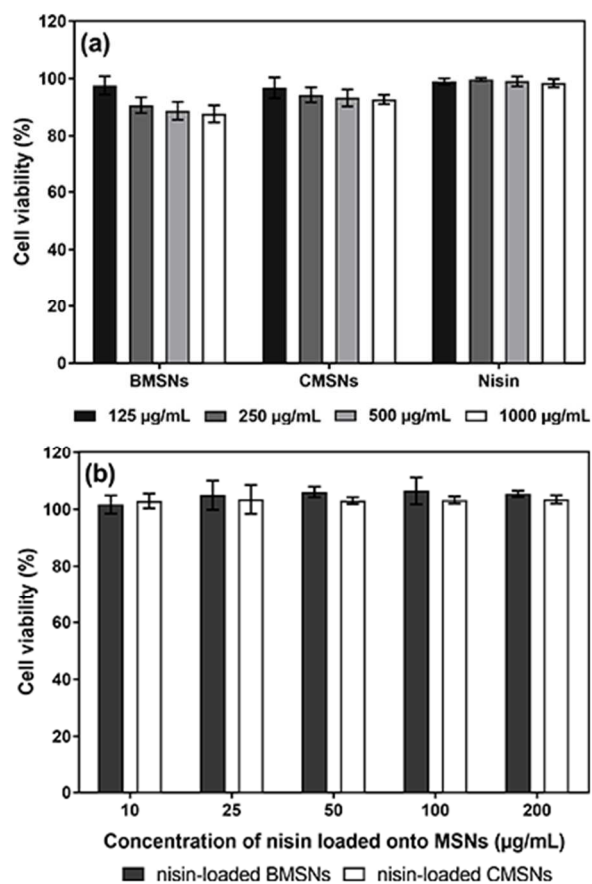 (a)
Cell viability (%)
120
100
80
60
40
20
0
BMSNs CMSNs Nisin
125 µg/mL 250 µg/mL 500 µg/mL 1000 µg/mL
(b)
Cell viability (%)
120
100
80
60
40
20
0
10 25 50 100 200
Concentration of nisin loaded onto MSNs (µg/mL)
nisin-loaded BMSNs nisin-loaded CMSNs